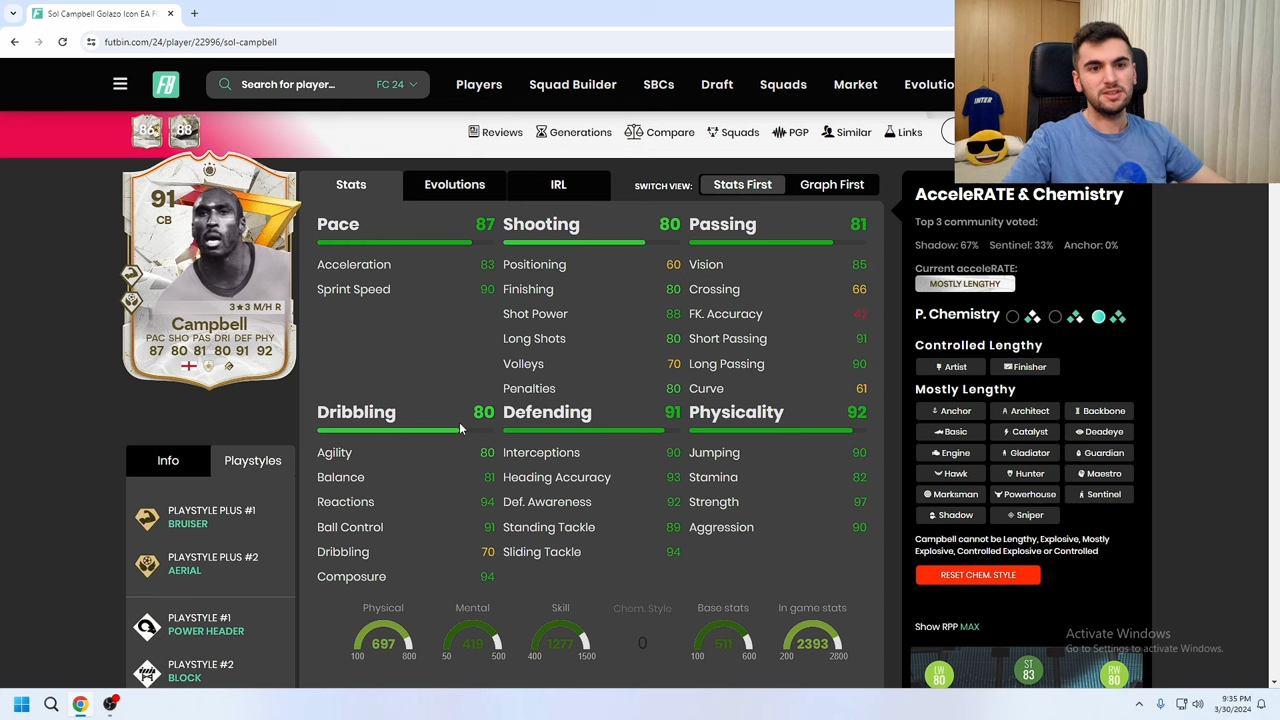 Sol Campbell Golazo Icon EA FC
futbin.com/24/player/22996/sol-campbell
FB
Search for player...
FC 24
Players
Squad Builder
SBCs
Draft
Squads
Market
Evolutio
86
88
Reviews
Generations
Compare
Squads
PGP
Similar
Links
INTER
91
CB
3★3 M/H R
Campbell
PAC SHO PAS DRI DEF PHY
87 80 81 80 91 92
Stats
Evolutions
IRL
SWITCH VIEW:
Stats First
Graph First
Pace 87
Acceleration 83
Sprint Speed 90
Shooting 80
Positioning 60
Finishing 80
Shot Power 88
Long Shots 80
Volleys 70
Penalties 80
Passing 81
Vision 85
Crossing 66
FK. Accuracy 42
Short Passing 91
Long Passing 90
Curve 61
Dribbling 80
Agility 80
Balance 81
Reactions 94
Ball Control 91
Dribbling 70
Composure 94
Defending 91
Interceptions 90
Heading Accuracy 93
Def. Awareness 92
Standing Tackle 89
Sliding Tackle 94
Physicality 92
Jumping 90
Stamina 82
Strength 97
Aggression 90
Physical
697
100 800
Mental
419
50 500
Skill
1277
400 1500
Chem. Style
0
Base stats
511
100 600
In game stats
2393
200 2800
Info
Playstyles
PLAYSTYLE PLUS #1
BRUISER
PLAYSTYLE PLUS #2
AERIAL
PLAYSTYLE #1
POWER HEADER
PLAYSTYLE #2
BLOCK
AcceleRATE & Chemistry
Top 3 community voted:
Shadow: 67% Sentinel: 33% Anchor: 0%
Current acceleRATE:
MOSTLY LENGTHY
P. Chemistry
Controlled Lengthy
Artist
Finisher
Mostly Lengthy
Anchor
Architect
Backbone
Basic
Catalyst
Deadeye
Engine
Gladiator
Guardian
Hawk
Hunter
Maestro
Marksman
Powerhouse
Sentinel
Shadow
Sniper
Campbell cannot be Lengthy, Explosive, Mostly
Explosive, Controlled Explosive or Controlled
RESET CHEM. STYLE
Show RPP MAX
Activate Windows
Go to Settings to activate Windows.
LW
80
ST
83
RW
80
9:35 PM
3/30/2024